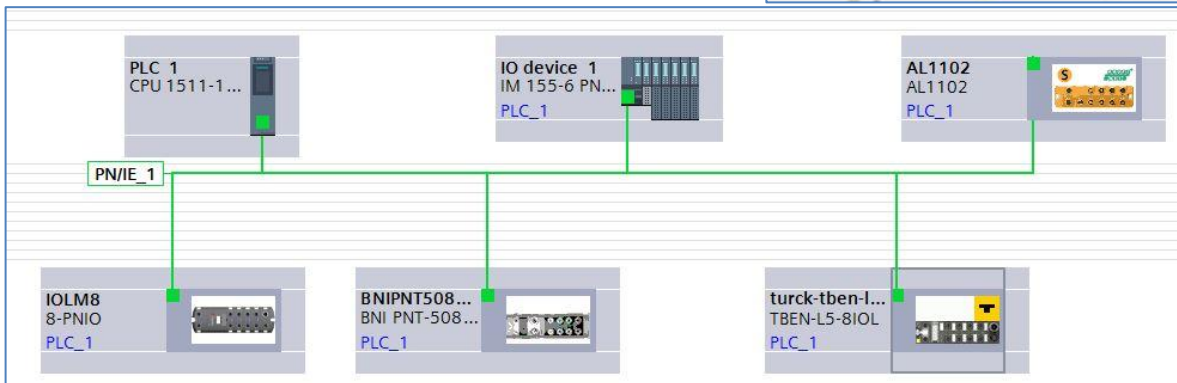 PLC_1
CPU 1511-1...
IO device_1
IM 155-6 PN...
PLC_1
AL1102
AL1102
PLC_1
PN/IE_1
IOLM8
8-PNIO
PLC_1
BNIPNT508...
BNI PNT-508...
PLC_1
turck-tben-l...
TBEN-L5-8IOL
PLC_1